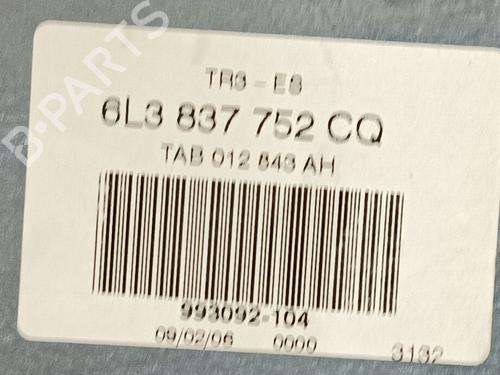 B-PARTS
TR3 - E8
6L3 837 752 CQ
TAB 012 843 AH
993092-104
09/02/06 0000 3132